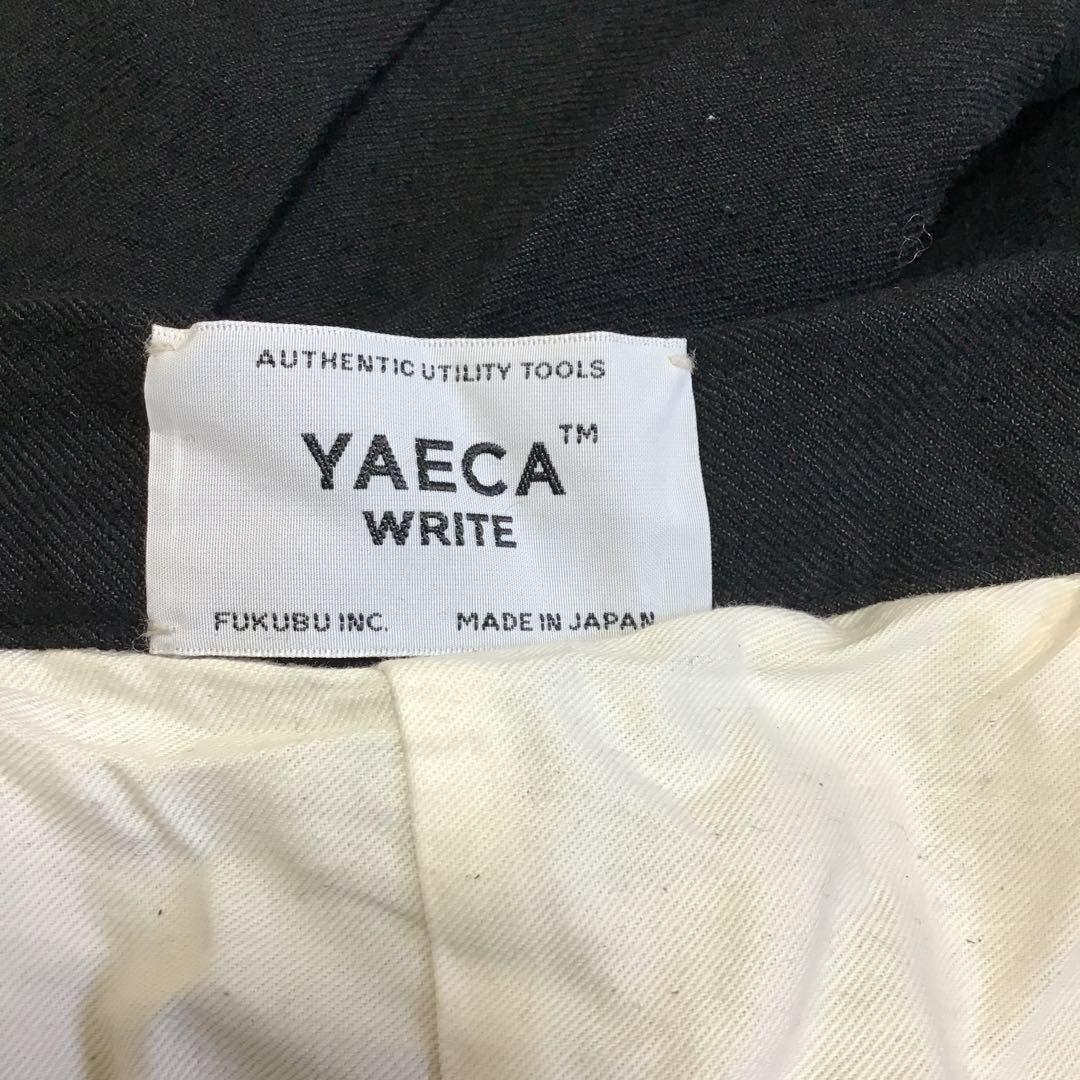 AUTHENTIC UTILITY TOOLS
YAECA™
WRITE
FUKUBU INC. MADE IN JAPAN